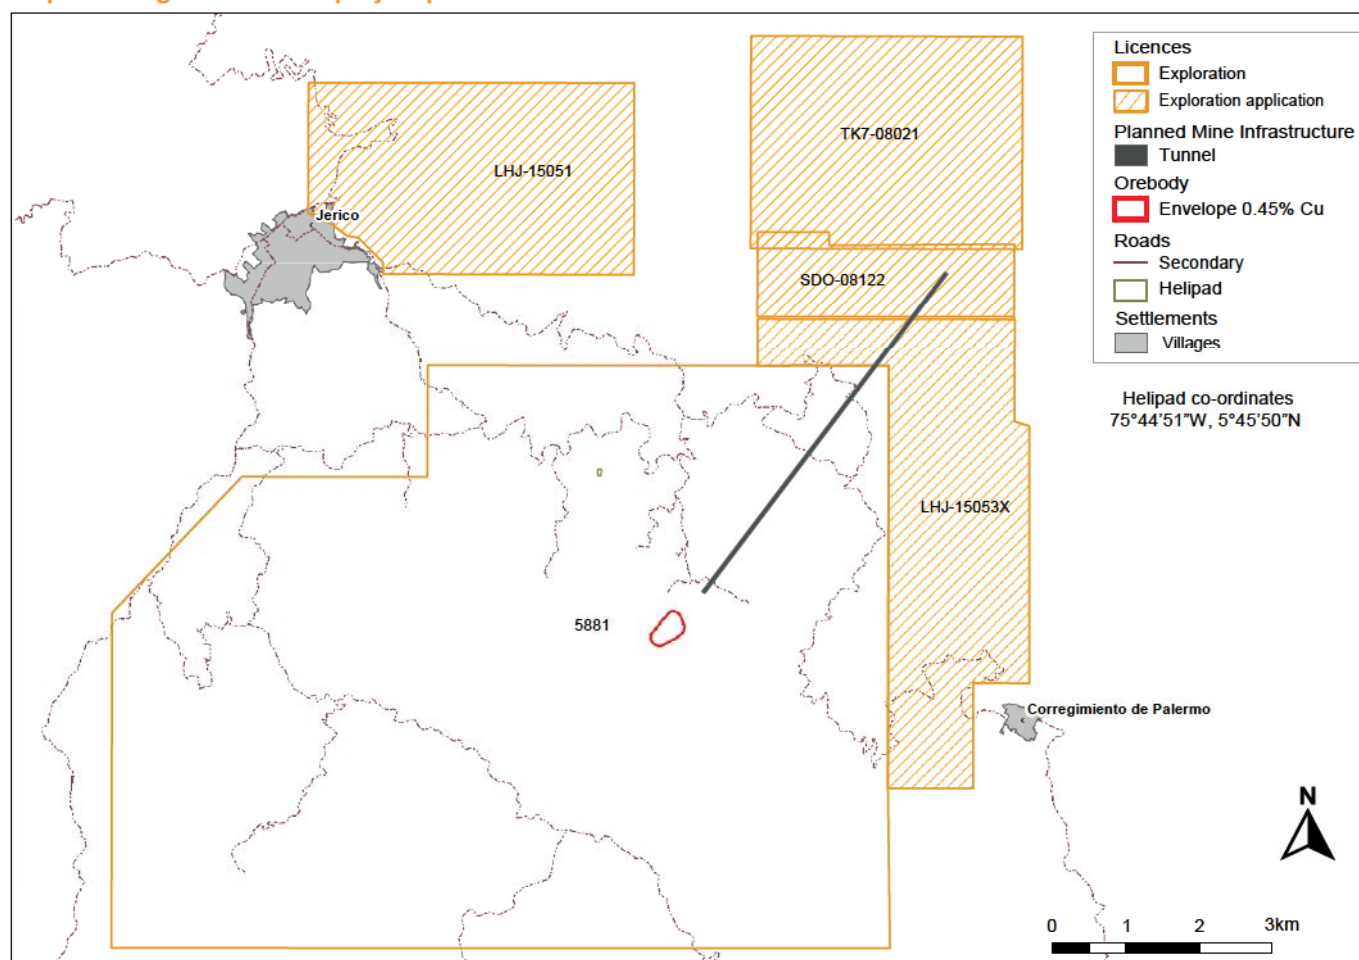 Licences
Exploration
Exploration application
Planned Mine Infrastructure
Tunnel
Orebody
Envelope 0.45% Cu
Roads
Secondary
Helipad
Settlements
Villages
Helipad co-ordinates
75°44'51"W, 5°45'50"N
TK7-08021
LHJ-15051
Jerico
SDO-08122
LHJ-15053X
5881
Corregimiento de Palermo
N
0 1 2 3km